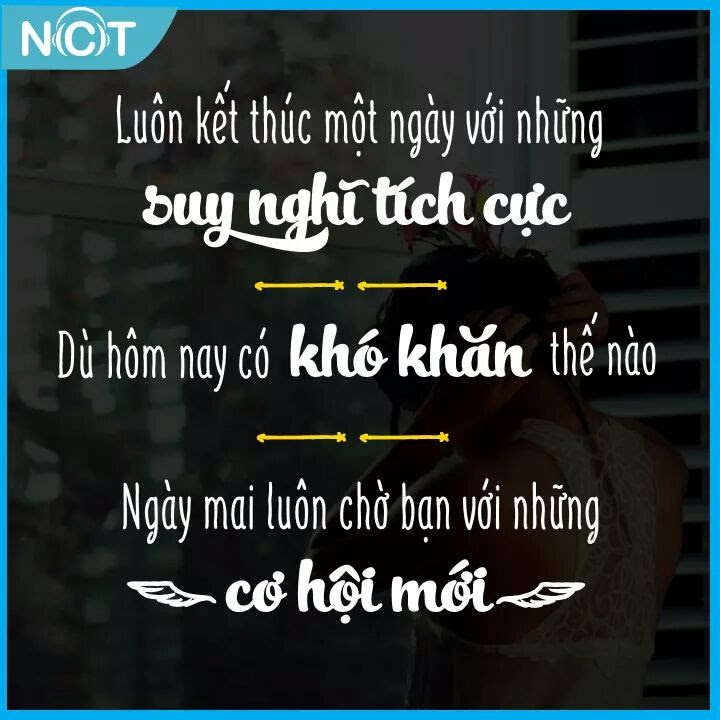 NCT
Luôn kết thúc một ngày với những
suy nghĩ tích cực
Dù hôm nay có khó khăn thế nào
Ngày mai luôn chờ bạn với những
cơ hội mới